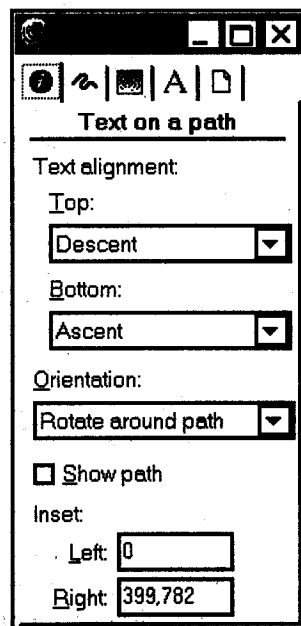 A
Text on a path
Text alignment:
Top:
Descent
Bottom:
Ascent
Orientation:
Rotate around path
Show path
Inset:
Left: 0
Right: 399,782